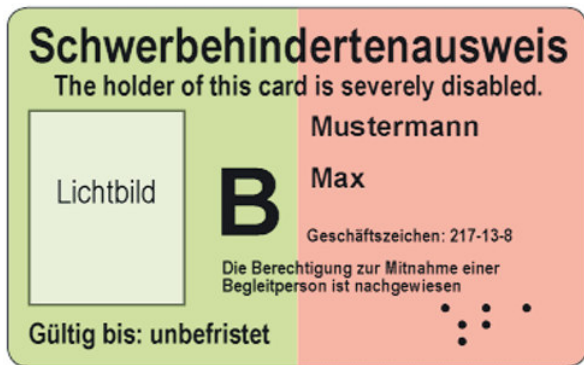 Schwerbehindertenausweis
The holder of this card is severely disabled.
Mustermann
Max
Lichtbild
B
Geschäftszeichen: 217-13-8
Die Berechtigung zur Mitnahme einer
Begleitperson ist nachgewiesen
Gültig bis: unbefristet